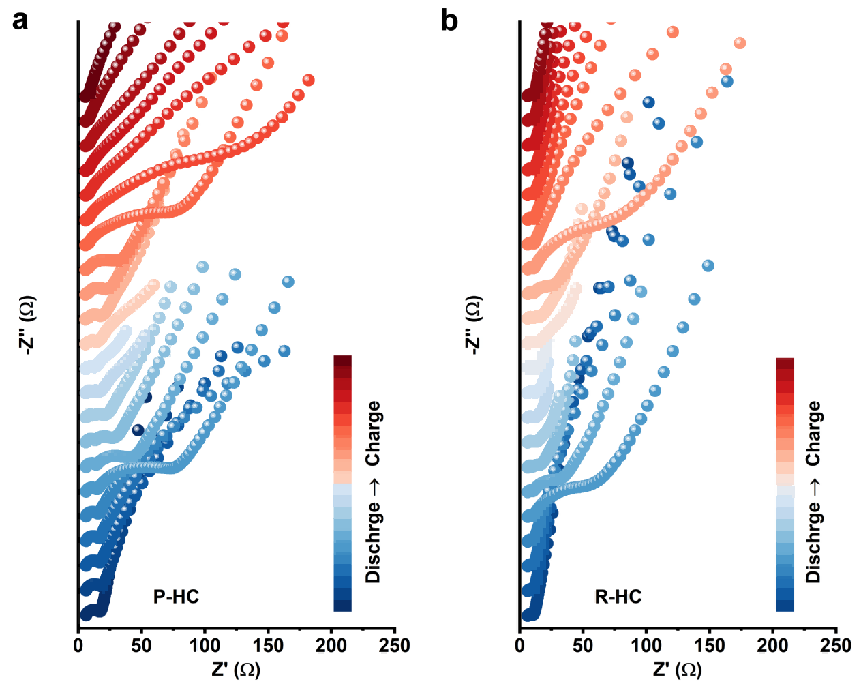 a
b
-Z'' (Ω)
-Z'' (Ω)
Dischrge → Charge
Dischrge → Charge
P-HC
R-HC
0 50 100 150 200 250
0 50 100 150 200 250
Z' (Ω)
Z' (Ω)